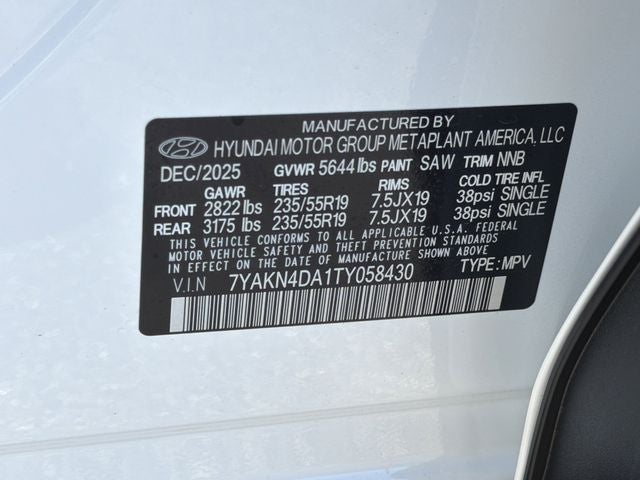 MANUFACTURED BY
HYUNDAI MOTOR GROUP METAPLANT AMERICA, LLC
DEC/2025 GVWR 5644 lbs PAINT SAW TRIM NNB
GAWR TIRES RIMS COLD TIRE INFL
FRONT 2822 lbs 235/55R19 7.5JX19 38psi SINGLE
REAR 3175 lbs 235/55R19 7.5JX19 38psi SINGLE
THIS VEHICLE CONFORMS TO ALL APPLICABLE U.S.A. FEDERAL
MOTOR VEHICLE SAFETY BUMPER, AND THEFT PREVENTION STANDARDS
IN EFFECT ON THE DATE OF MANUFACTURE SHOWN ABOVE.
V.I.N 7YAKN4DA1TY058430 TYPE : MPV